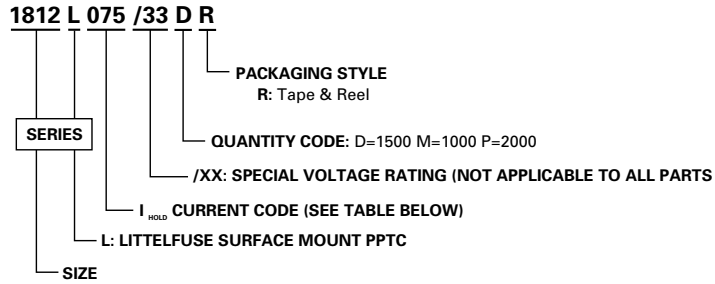 1812 L 075 /33 D R
PACKAGING STYLE
R: Tape & Reel
SERIES
QUANTITY CODE: D=1500 M=1000 P=2000
/XX: SPECIAL VOLTAGE RATING (NOT APPLICABLE TO ALL PARTS
I HOLD CURRENT CODE (SEE TABLE BELOW)
L: LITTELFUSE SURFACE MOUNT PPTC
SIZE